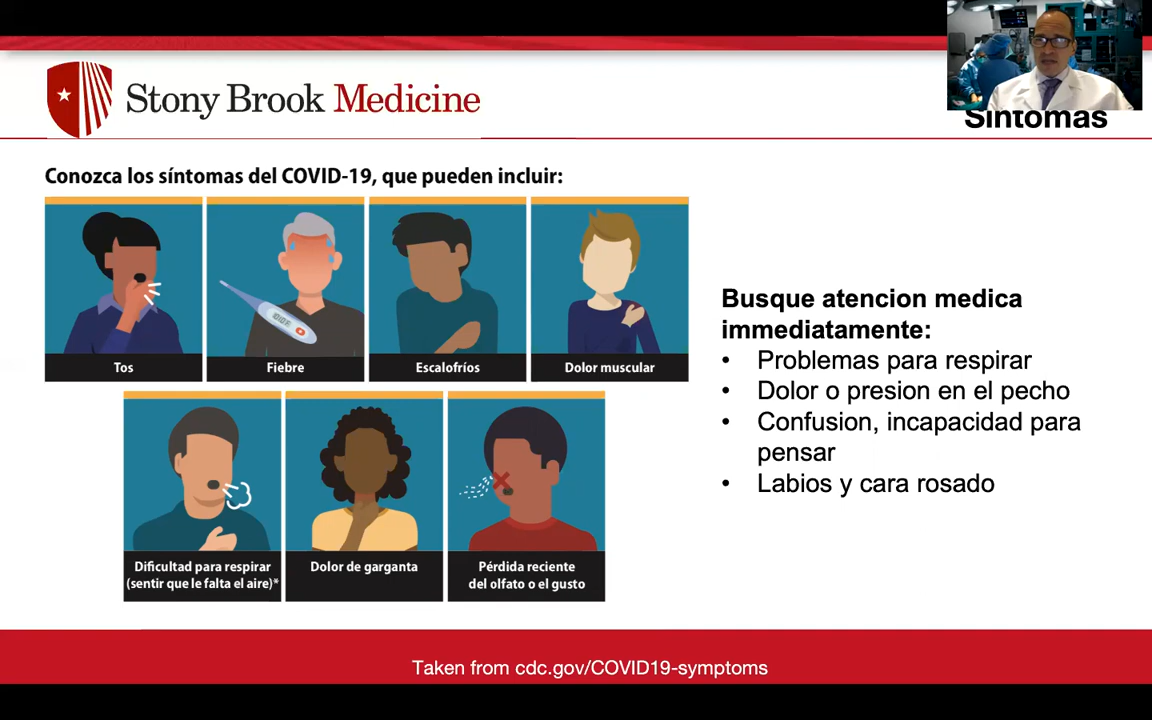 Stony Brook Medicine
Síntomas
Conozca los síntomas del COVID-19, que pueden incluir:
Tos
Fiebre
Escalofríos
Dolor muscular
Dificultad para respirar
(sentir que le falta el aire)*
Dolor de garganta
Pérdida reciente
del olfato o el gusto
Busque atencion medica
immediatamente:
• Problemas para respirar
• Dolor o presion en el pecho
• Confusion, incapacidad para
pensar
• Labios y cara rosado
Taken from cdc.gov/COVID19-symptoms